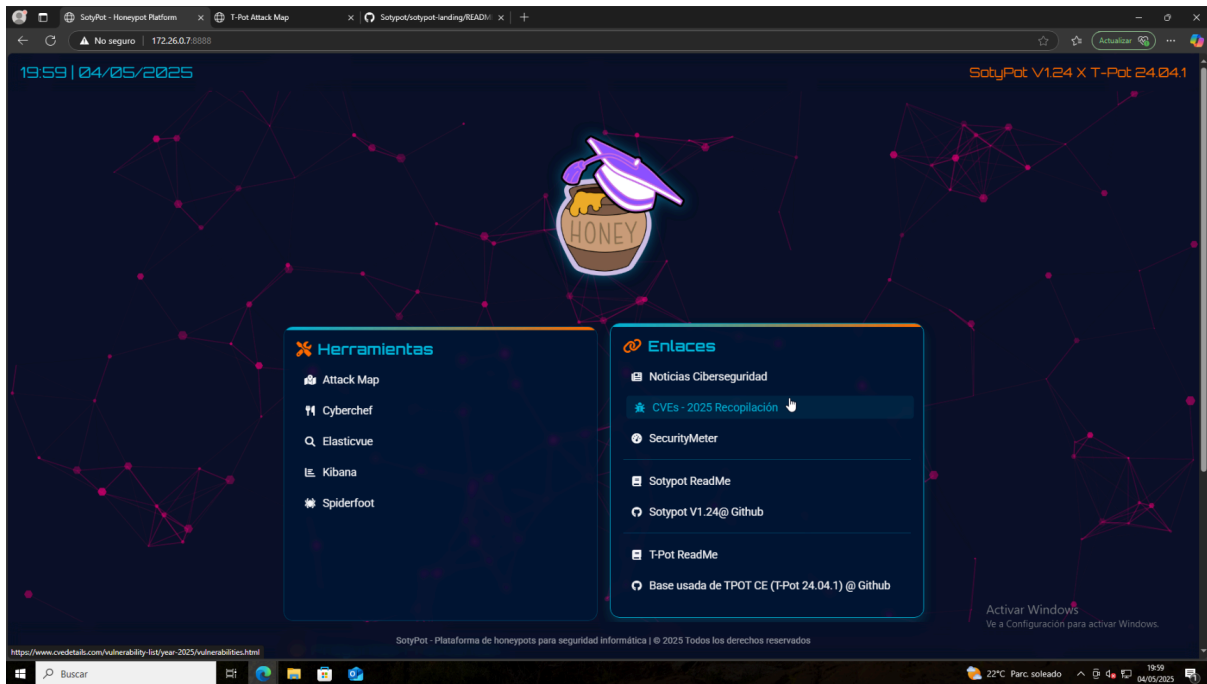 SotyPot - Honeypot Platform
T-Pot Attack Map
Sotypot/sotypot-landing/READM
No seguro
172.26.0.7:8888
Actualizar
19:59 | 04/05/2025
SotyPot V1.24 X T-Pot 24.04.1
HONEY
Herramientas
Attack Map
Cyberchef
Elasticvue
Kibana
Spiderfoot
Enlaces
Noticias Ciberseguridad
CVEs - 2025 Recopilación
SecurityMeter
Sotypot ReadMe
Sotypot V1.24@ Github
T-Pot ReadMe
Base usada de TPOT CE (T-Pot 24.04.1) @ Github
Activar Windows
Ve a Configuración para activar Windows.
SotyPot - Plataforma de honeypots para seguridad informática | © 2025 Todos los derechos reservados
https://www.cvedetails.com/vulnerability-list/year-2025/vulnerabilities.html
Buscar
22°C Parc. soleado
19:59
04/05/2025